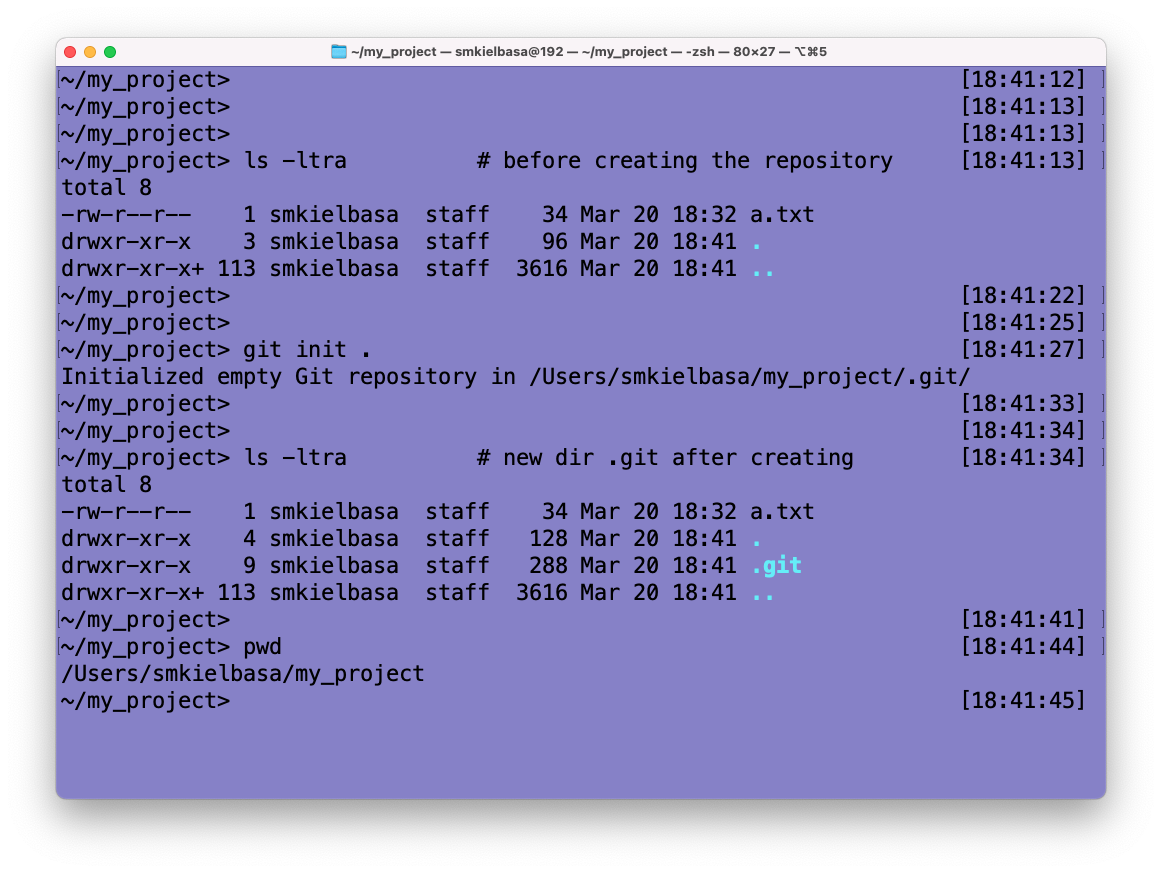 ~/my_project — smkielbasa@192 — ~/my_project — -zsh — 80×27 — ⌥⌘5
~/my_project> [18:41:12]
~/my_project> [18:41:13]
~/my_project> [18:41:13]
~/my_project> ls -ltra          # before creating the repository [18:41:13]
total 8
-rw-r--r--    1 smkielbasa  staff    34 Mar 20 18:32 a.txt
drwxr-xr-x    3 smkielbasa  staff    96 Mar 20 18:41 .
drwxr-xr-x+ 113 smkielbasa  staff  3616 Mar 20 18:41 ..
~/my_project> [18:41:22]
~/my_project> [18:41:25]
~/my_project> git init . [18:41:27]
Initialized empty Git repository in /Users/smkielbasa/my_project/.git/
~/my_project> [18:41:33]
~/my_project> [18:41:34]
~/my_project> ls -ltra          # new dir .git after creating [18:41:34]
total 8
-rw-r--r--    1 smkielbasa  staff    34 Mar 20 18:32 a.txt
drwxr-xr-x    4 smkielbasa  staff   128 Mar 20 18:41 .
drwxr-xr-x    9 smkielbasa  staff   288 Mar 20 18:41 .git
drwxr-xr-x+ 113 smkielbasa  staff  3616 Mar 20 18:41 ..
~/my_project> [18:41:41]
~/my_project> pwd [18:41:44]
/Users/smkielbasa/my_project
~/my_project> [18:41:45]